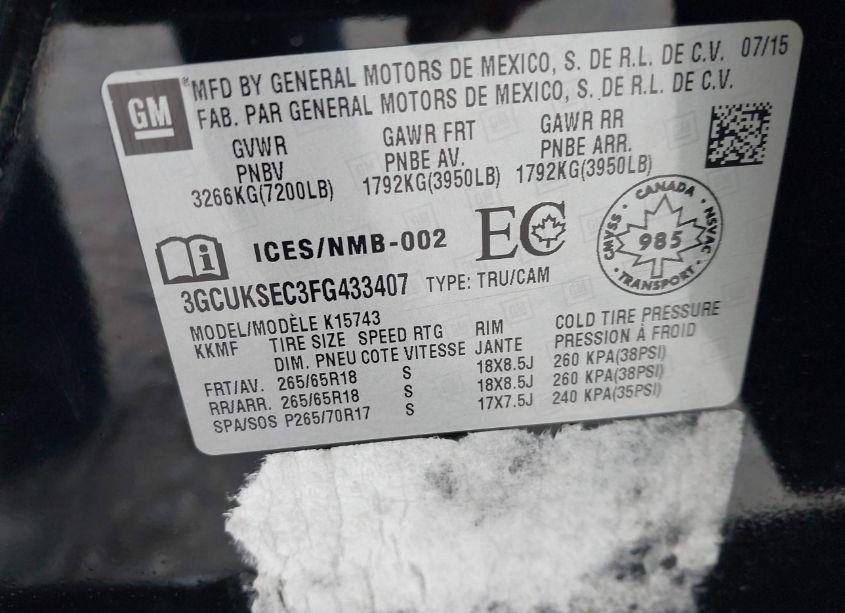 GM
MFD BY GENERAL MOTORS DE MEXICO, S. DE R.L. DE C.V. 07/15
FAB. PAR GENERAL MOTORS DE MEXICO, S. DE R.L. DE C.V.
GVWR GAWR FRT GAWR RR
PNBV PNBE AV. PNBE ARR.
3266KG(7200LB) 1792KG(3950LB) 1792KG(3950LB)
i ICES/NMB-002 EC
CANADA
CMVSS NSVAC
985
TRANSPORT
3GCUKSEC3FG433407 TYPE: TRU/CAM
MODEL/MODÈLE K15743
KKMF TIRE SIZE SPEED RTG RIM COLD TIRE PRESSURE
DIM. PNEU COTE VITESSE JANTE PRESSION À FROID
FRT/AV. 265/65R18 S 18X8.5J 260 KPA(38PSI)
RR/ARR. 265/65R18 S 18X8.5J 260 KPA(38PSI)
SPA/SOS P265/70R17 S 17X7.5J 240 KPA(35PSI)